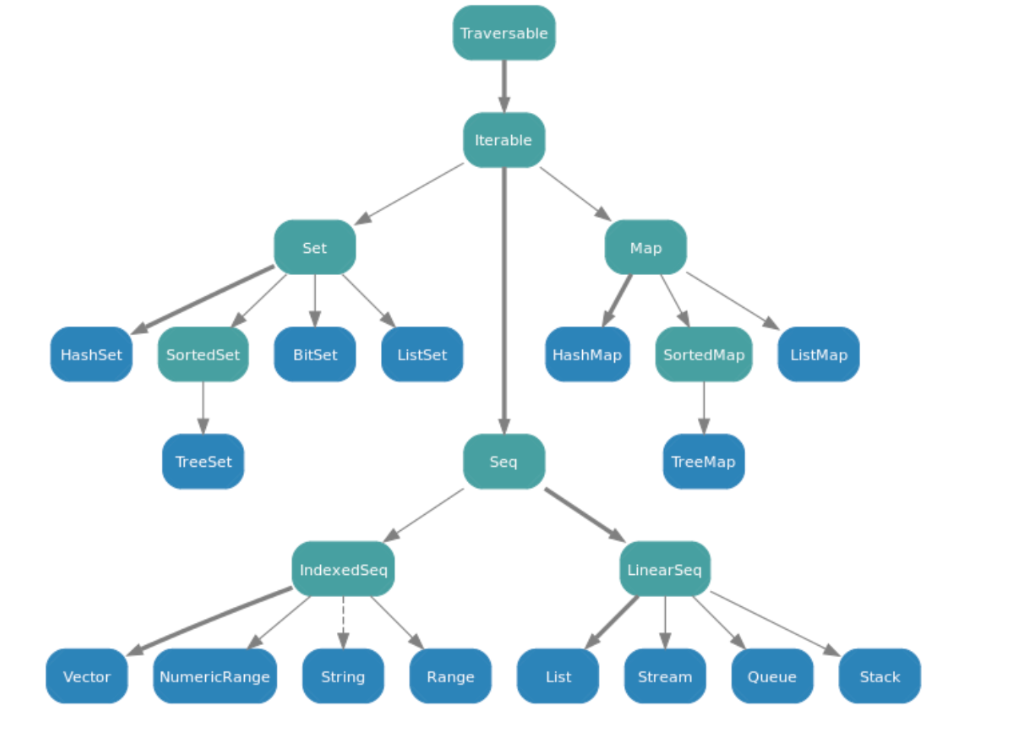 Traversable
Iterable
Set
Map
HashSet
SortedSet
BitSet
ListSet
HashMap
SortedMap
ListMap
TreeSet
Seq
TreeMap
IndexedSeq
LinearSeq
Vector
NumericRange
String
Range
List
Stream
Queue
Stack